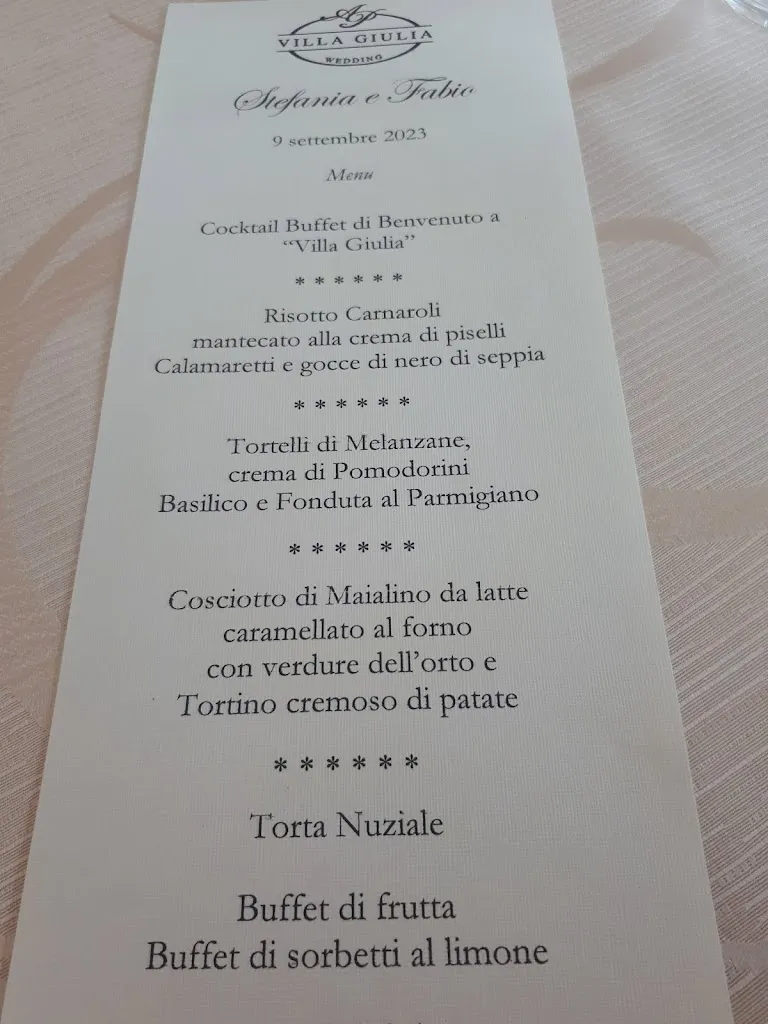 AP
VILLA GIULIA
WEDDING
Stefania e Fabio
9 settembre 2023
Menu
Cocktail Buffet di Benvenuto a
“Villa Giulia”
* * * * * *
Risotto Carnaroli
mantecato alla crema di piselli
Calamaretti e gocce di nero di seppia
* * * * * *
Tortelli di Melanzane,
crema di Pomodorini
Basilico e Fonduta al Parmigiano
* * * * * *
Cosciotto di Maialino da latte
caramellato al forno
con verdure dell’orto e
Tortino cremoso di patate
* * * * * *
Torta Nuziale
Buffet di frutta
Buffet di sorbetti al limone